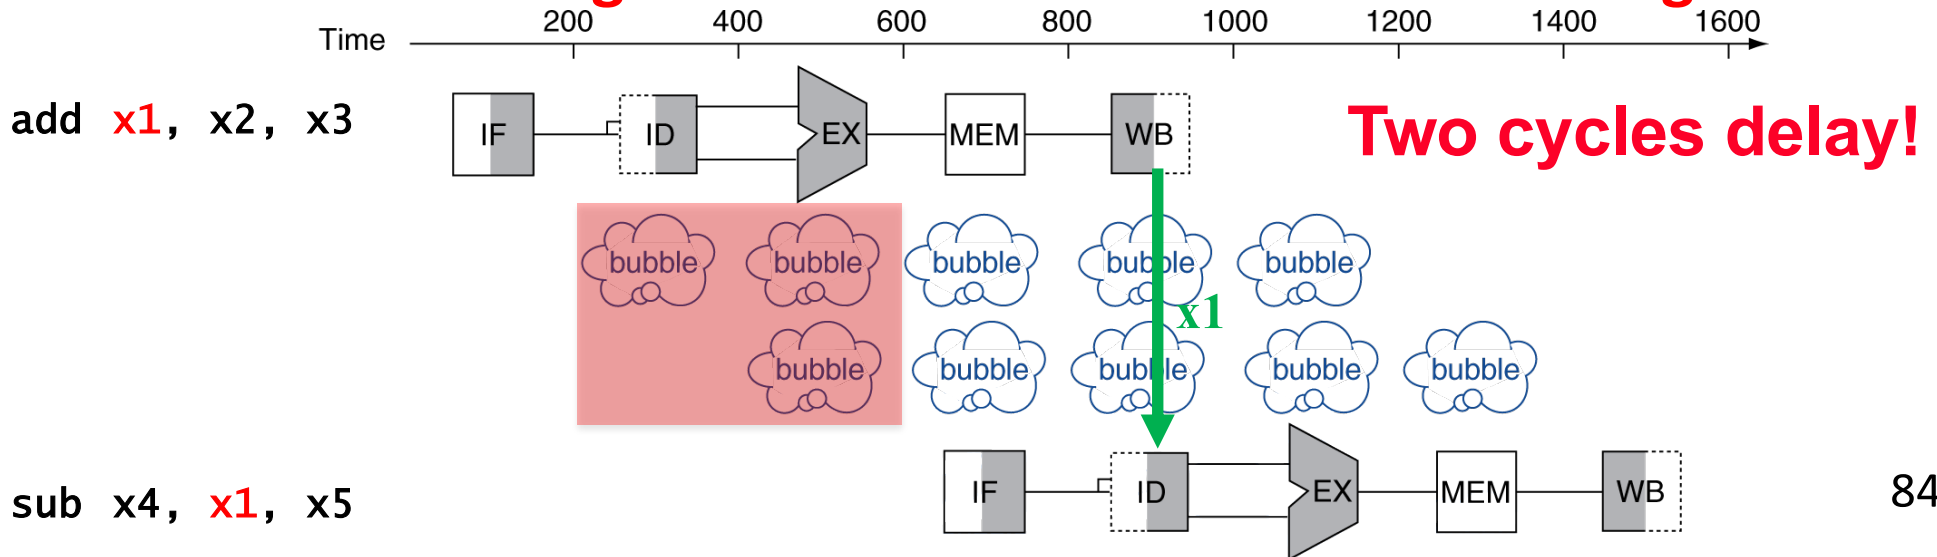 200 400 600 800 1000 1200 1400 1600
Time
add x1, x2, x3
IF ID EX MEM WB
Two cycles delay!
bubble bubble bubble bubble bubble
x1
bubble bubble bubble bubble bubble
sub x4, x1, x5
IF ID EX MEM WB
84